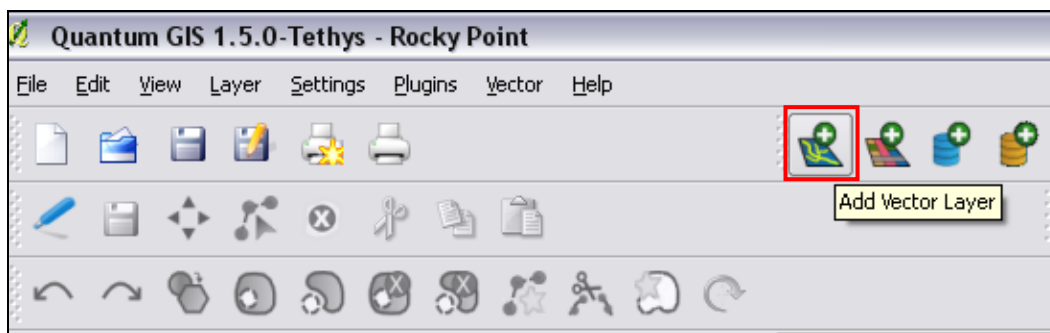 Quantum GIS 1.5.0-Tethys - Rocky Point
File Edit View Layer Settings Plugins Vector Help
Add Vector Layer